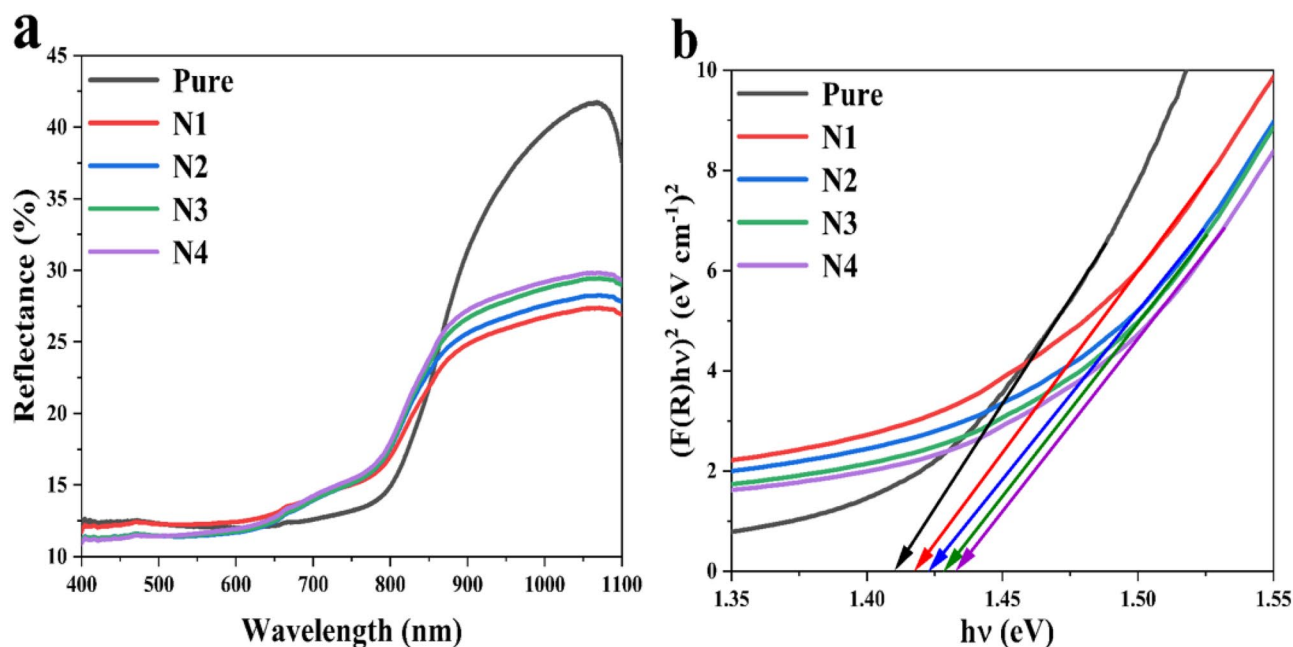 a
45
40
35
30
25
20
15
10
Reflectance (%)
Pure
N1
N2
N3
N4
400 500 600 700 800 900 1000 1100
Wavelength (nm)
b
10
8
6
4
2
0
(F(R)hν)² (eV cm⁻¹)²
Pure
N1
N2
N3
N4
1.35 1.40 1.45 1.50 1.55
hν (eV)